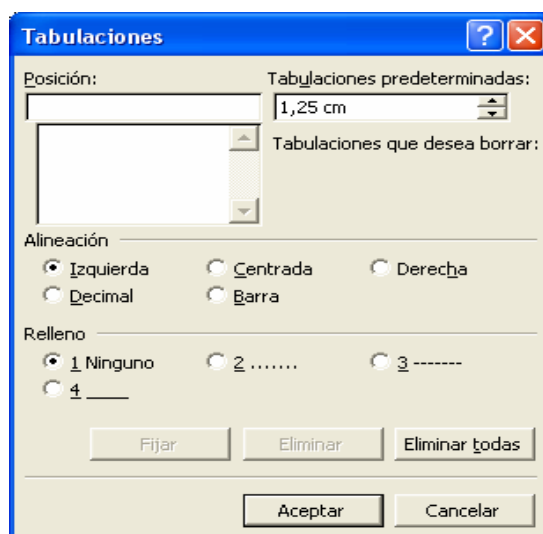 Tabulaciones
Posición:
Tabulaciones predeterminadas:
1,25 cm
Tabulaciones que desea borrar:
Alineación
Izquierda Centrada Derecha
Decimal Barra
Relleno
1 Ninguno 2 ....... 3 -------
4 ____
Fijar Eliminar Eliminar todas
Aceptar Cancelar